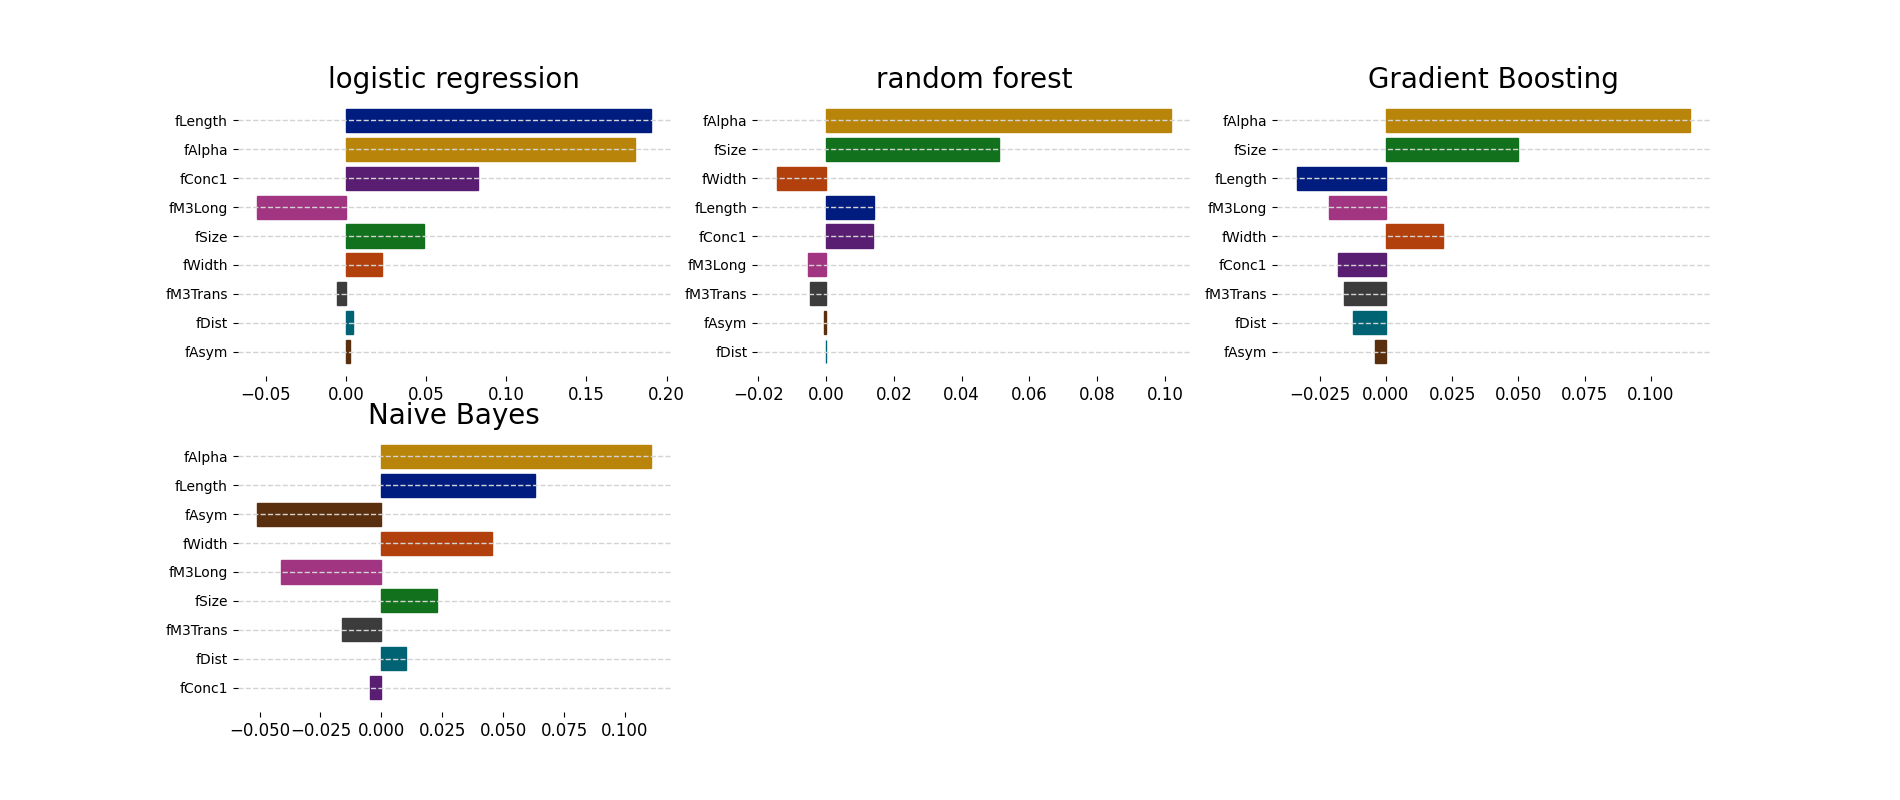 logistic regression
fLength
fAlpha
fConc1
fM3Long
fSize
fWidth
fM3Trans
fDist
fAsym
−0.05 0.00 0.05 0.10 0.15 0.20
random forest
fAlpha
fSize
fWidth
fLength
fConc1
fM3Long
fM3Trans
fAsym
fDist
−0.02 0.00 0.02 0.04 0.06 0.08 0.10
Gradient Boosting
fAlpha
fSize
fLength
fM3Long
fWidth
fConc1
fM3Trans
fDist
fAsym
−0.025 0.000 0.025 0.050 0.075 0.100
Naive Bayes
fAlpha
fLength
fAsym
fWidth
fM3Long
fSize
fM3Trans
fDist
fConc1
−0.050 −0.025 0.000 0.025 0.050 0.075 0.100